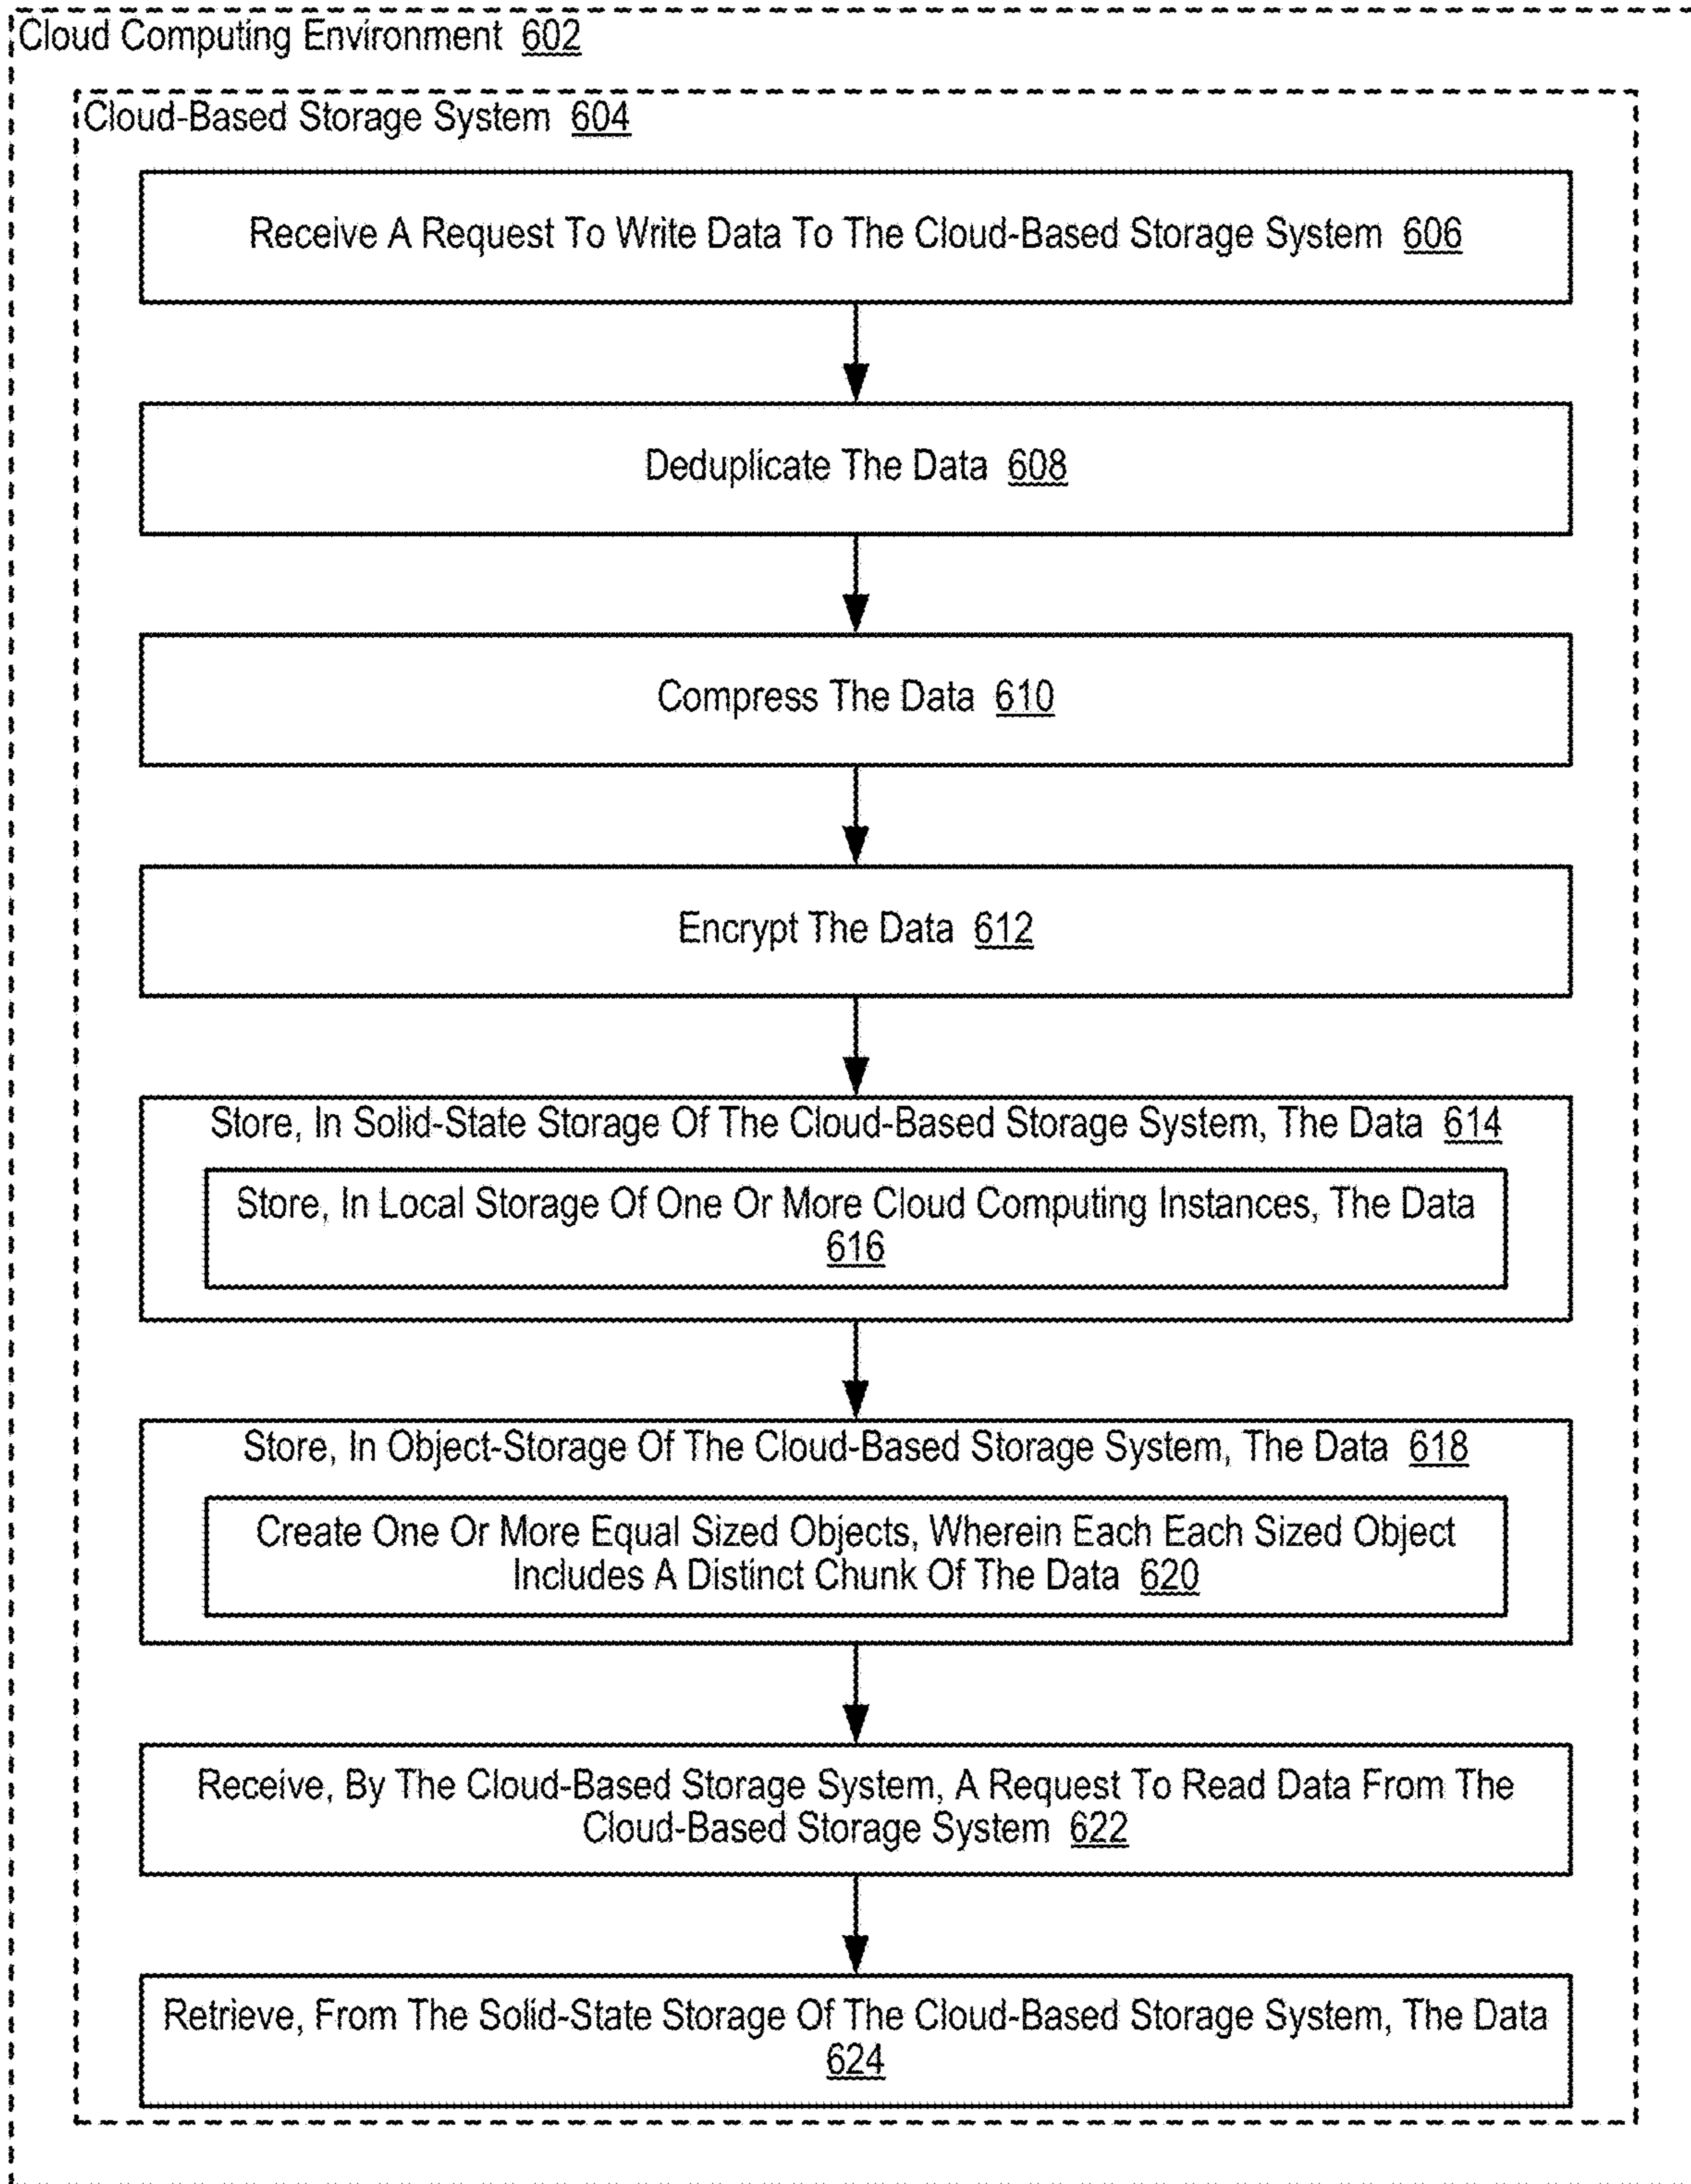 Cloud Computing Environment 602
Cloud-Based Storage System 604
Receive A Request To Write Data To The Cloud-Based Storage System 606
Deduplicate The Data 608
Compress The Data 610
Encrypt The Data 612
Store, In Solid-State Storage Of The Cloud-Based Storage System, The Data 614
Store, In Local Storage Of One Or More Cloud Computing Instances, The Data
616
Store, In Object-Storage Of The Cloud-Based Storage System, The Data 618
Create One Or More Equal Sized Objects, Wherein Each Each Sized Object
Includes A Distinct Chunk Of The Data 620
Receive, By The Cloud-Based Storage System, A Request To Read Data From The
Cloud-Based Storage System 622
Retrieve, From The Solid-State Storage Of The Cloud-Based Storage System, The Data
624